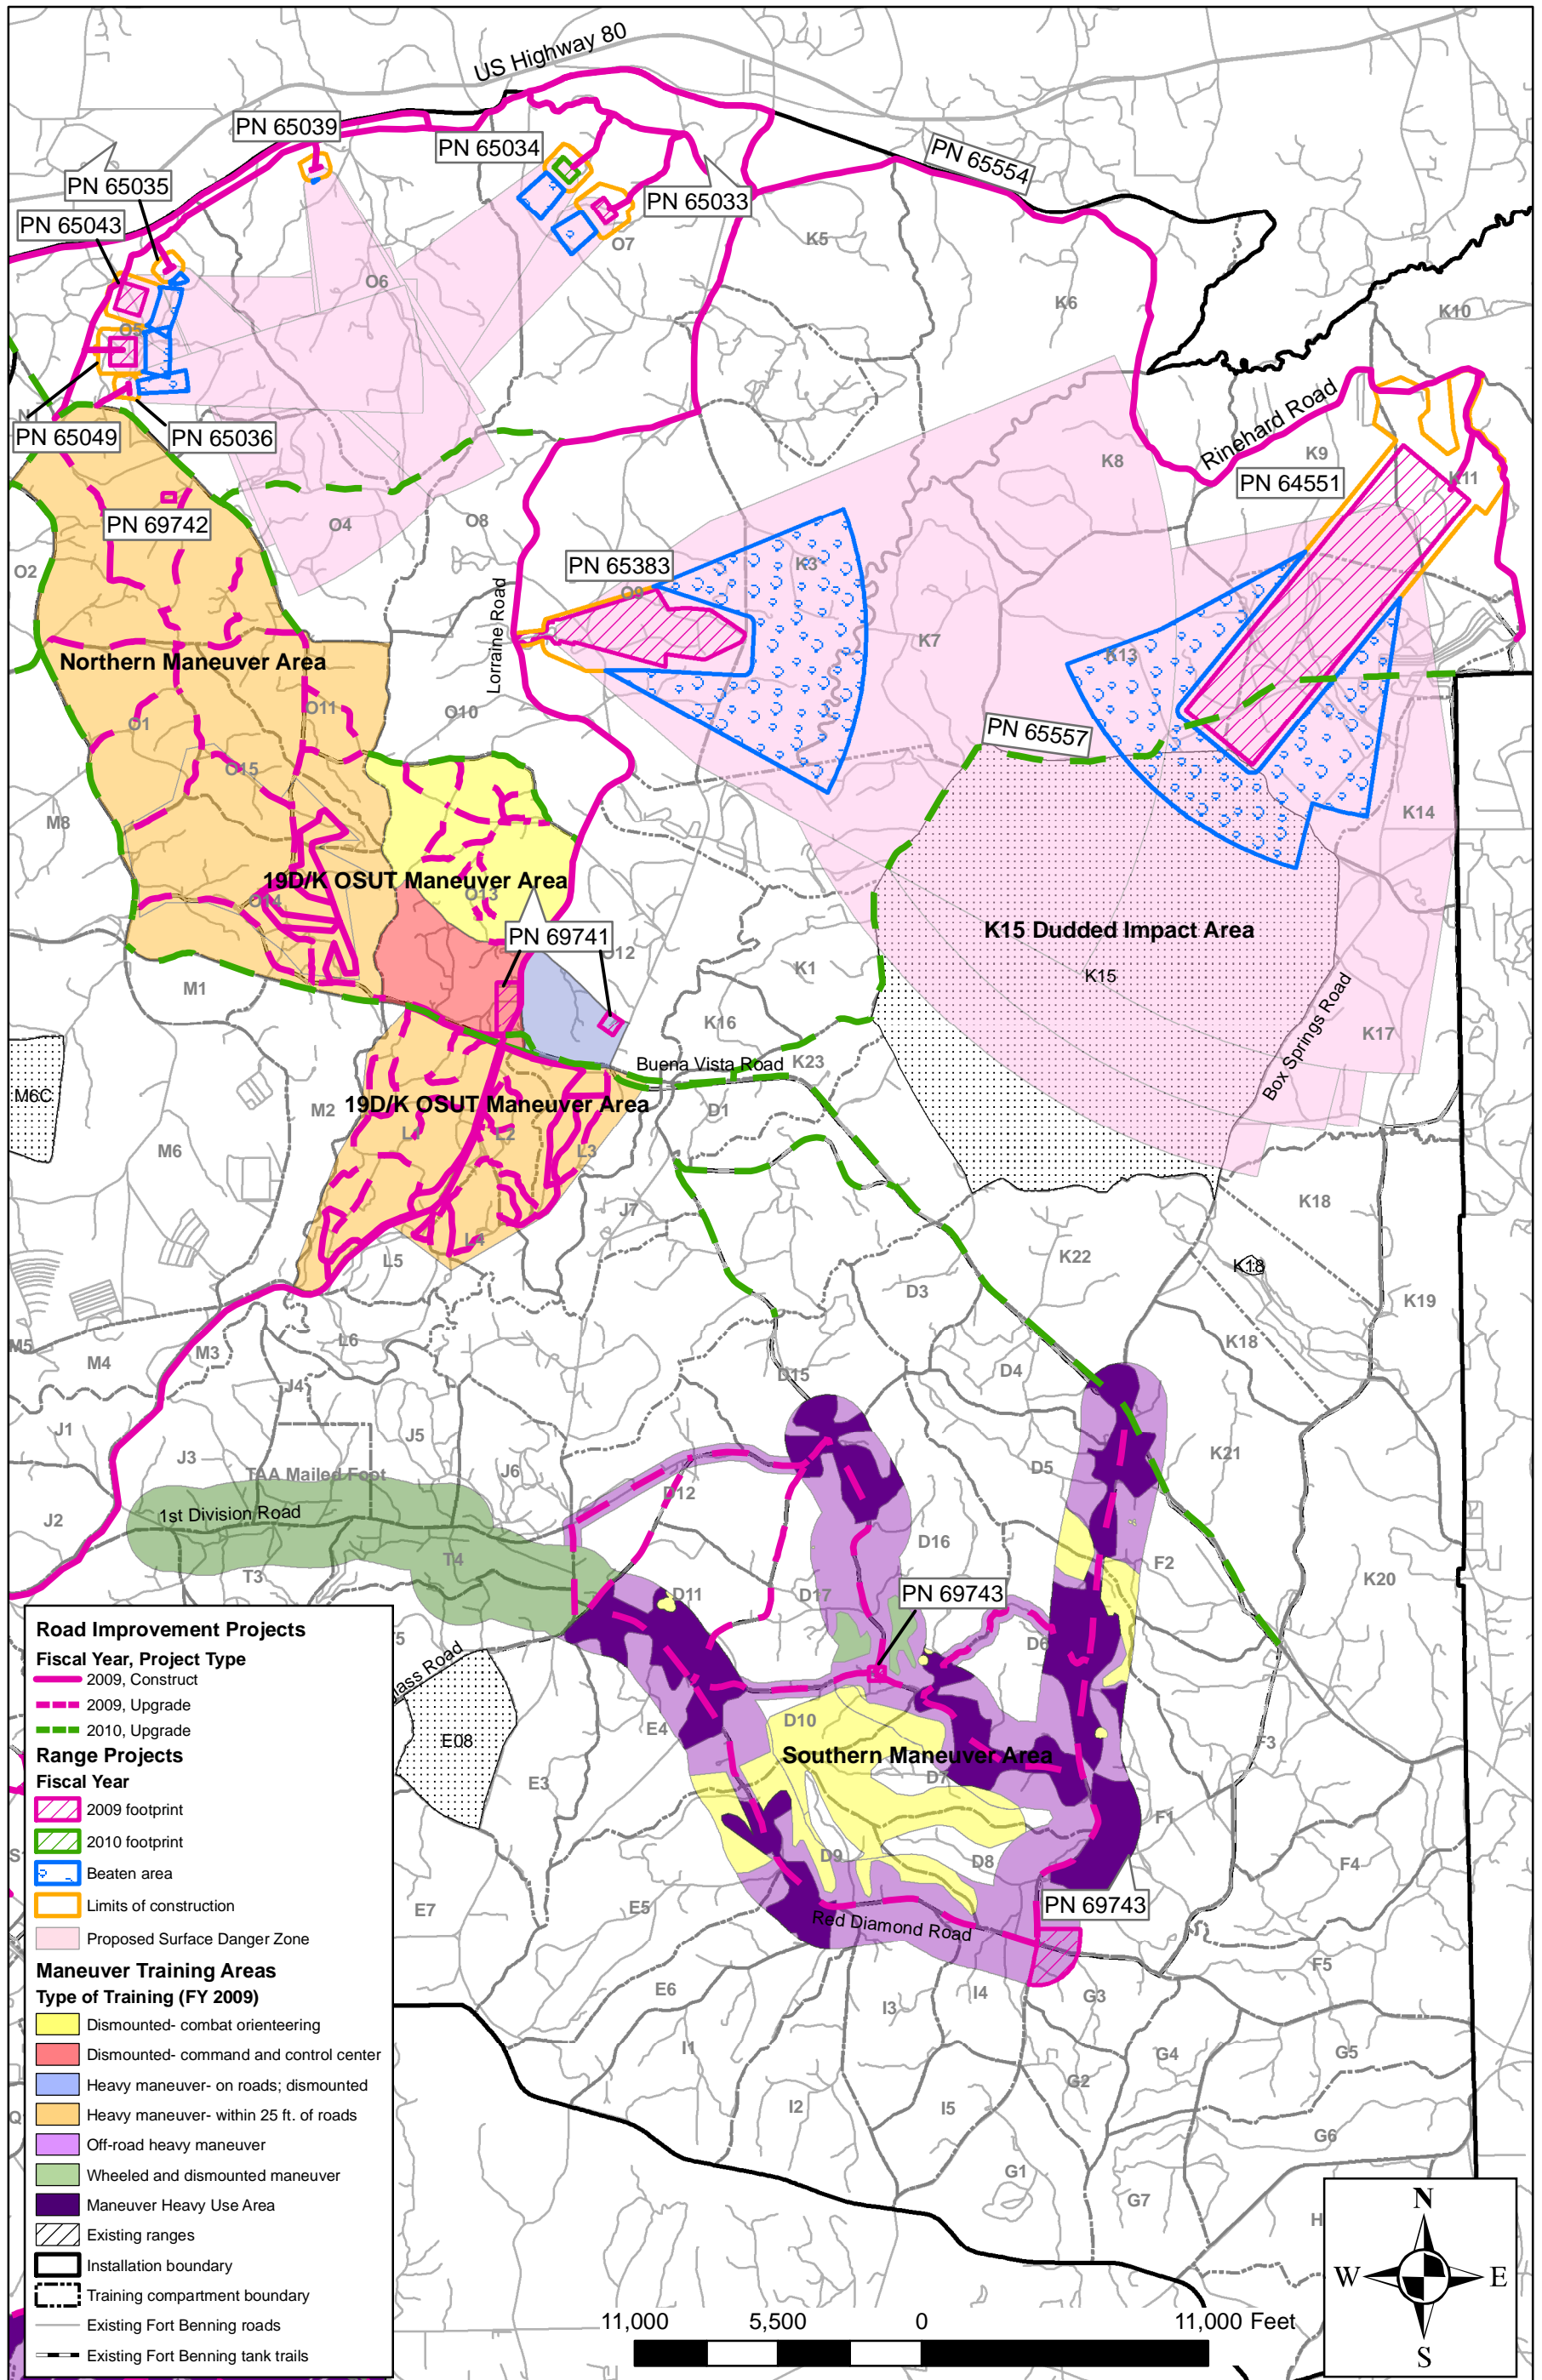 US Highway 80
PN 65039
PN 65034
PN 65554
PN 65035
PN 65033
PN 65043
O7
K5
O6
K6
K10
O5
N
PN 65049
PN 65036
Rinehard Road
K8
K9
PN 64551
K11
PN 69742
O4
O8
O2
PN 65383
K3
O9
Lorraine Road
K7
K13
Northern Maneuver Area
O1
O11
O10
PN 65557
O15
M8
K14
19D/K OSUT Maneuver Area
O14
O13
PN 69741
O12
K15 Dudded Impact Area
K1
K15
M1
K16
K17
Box Springs Road
Buena Vista Road
K23
M6C
M2
19D/K OSUT Maneuver Area
D1
L1
L2
M6
L3
K18
J7
L4
L5
K22
K18
D3
K19
M5
M4
M3
L6
K18
D15
D4
J4
J1
J3
J5
K21
TAA Mailed Foot
J6
D5
D12
J2
1st Division Road
D16
T4
F2
T3
K20
D11
D17
PN 69743
T5
D6
lass Road
E4
D10
E08
F3
Southern Maneuver Area
E3
D7
F1
D9
D8
F4
E7
E5
PN 69743
Red Diamond Road
F5
E6
I4
I3
G3
I1
G4
G5
G2
I2
I5
G6
G1
G7
H
Road Improvement Projects
Fiscal Year, Project Type
2009, Construct
2009, Upgrade
2010, Upgrade
Range Projects
Fiscal Year
2009 footprint
2010 footprint
Beaten area
Limits of construction
Proposed Surface Danger Zone
Maneuver Training Areas
Type of Training (FY 2009)
Dismounted- combat orienteering
Dismounted- command and control center
Heavy maneuver- on roads; dismounted
Heavy maneuver- within 25 ft. of roads
Off-road heavy maneuver
Wheeled and dismounted maneuver
Maneuver Heavy Use Area
Existing ranges
Installation boundary
Training compartment boundary
Existing Fort Benning roads
Existing Fort Benning tank trails
11,000 5,500 0 11,000 Feet
N
W E
S